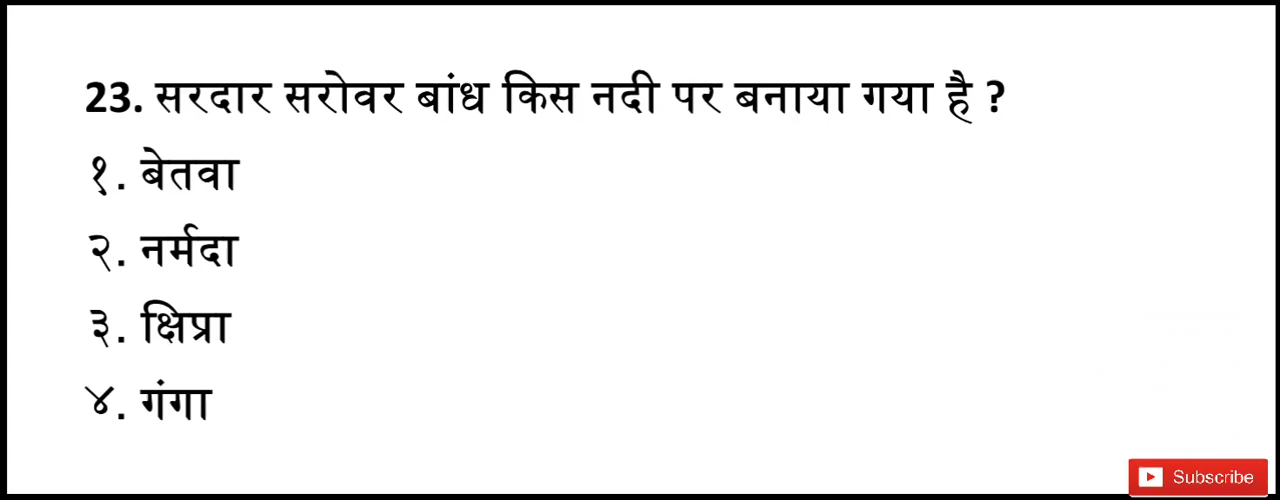 23. सरदार सरोवर बांध किस नदी पर बनाया गया है ?
१. बेतवा
२. नर्मदा
३. क्षिप्रा
४. गंगा
Subscribe